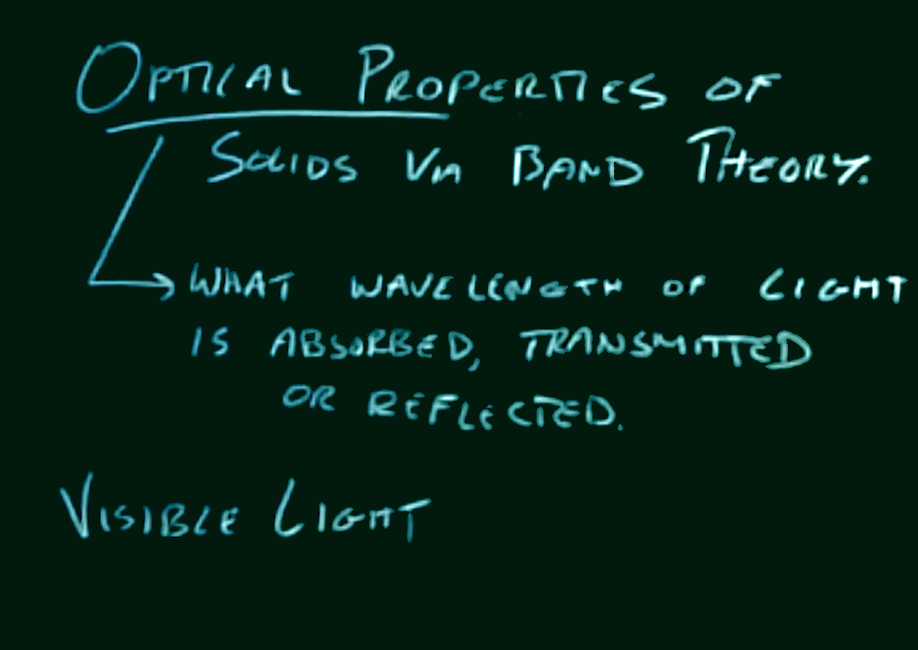 OPTICAL PROPERTIES OF
SOLIDS VIA BAND THEORY.
WHAT WAVELENGTH OF LIGHT
IS ABSORBED, TRANSMITTED
OR REFLECTED.
VISIBLE LIGHT